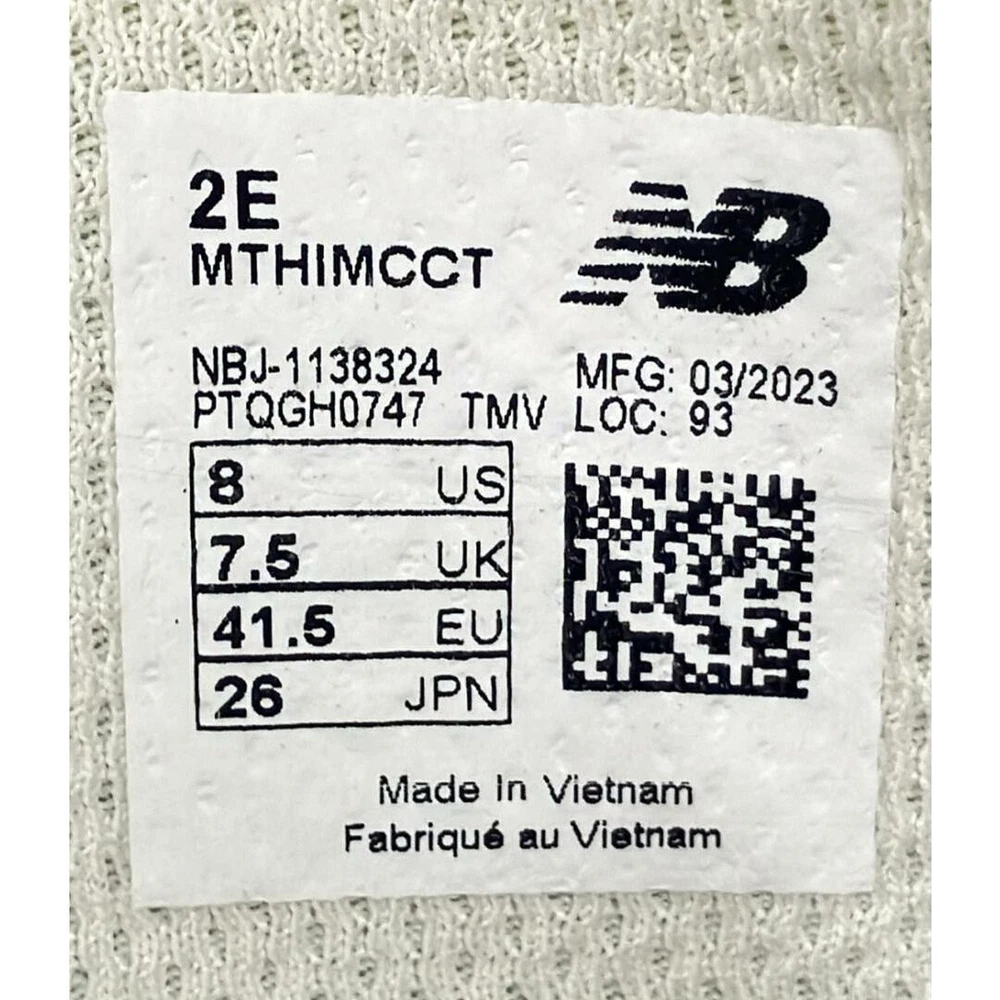 2E
MTHIMCCT
NB
NBJ-1138324
PTQGH0747 TMV
MFG: 03/2023
LOC: 93
8 US
7.5 UK
41.5 EU
26 JPN
Made In Vietnam
Fabriqué au Vietnam